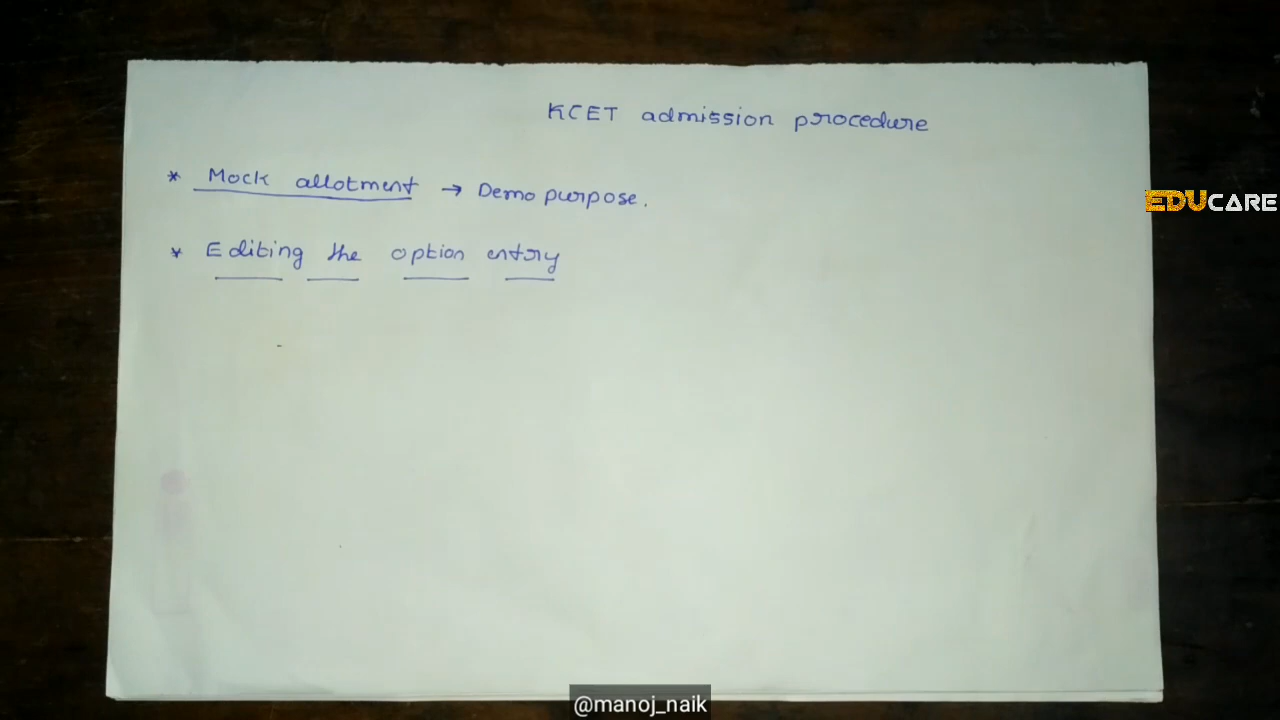 KCET admission procedure
* Mock allotment → Demo purpose.
EDUCARE
* Editing the option entry
@manoj_naik